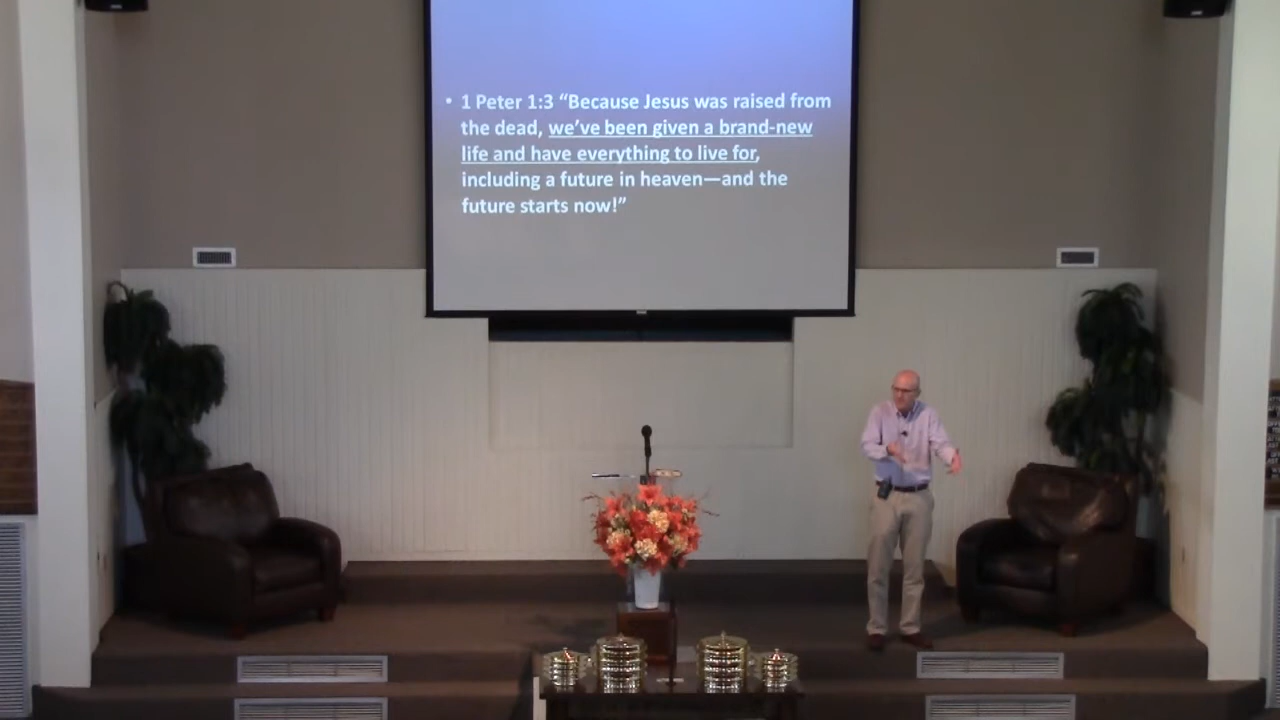 • 1 Peter 1:3 “Because Jesus was raised from
the dead, we’ve been given a brand-new
life and have everything to live for,
including a future in heaven—and the
future starts now!”